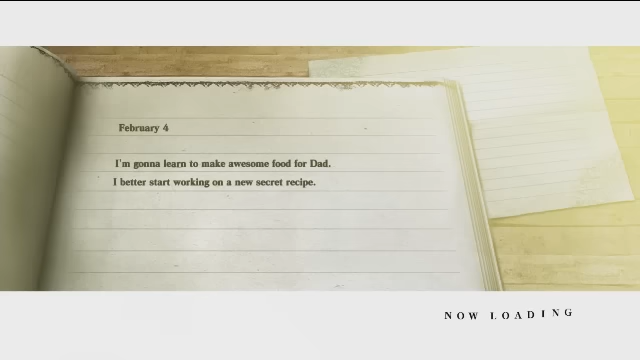 February 4
I'm gonna learn to make awesome food for Dad.
I better start working on a new secret recipe.
NOW LOADING